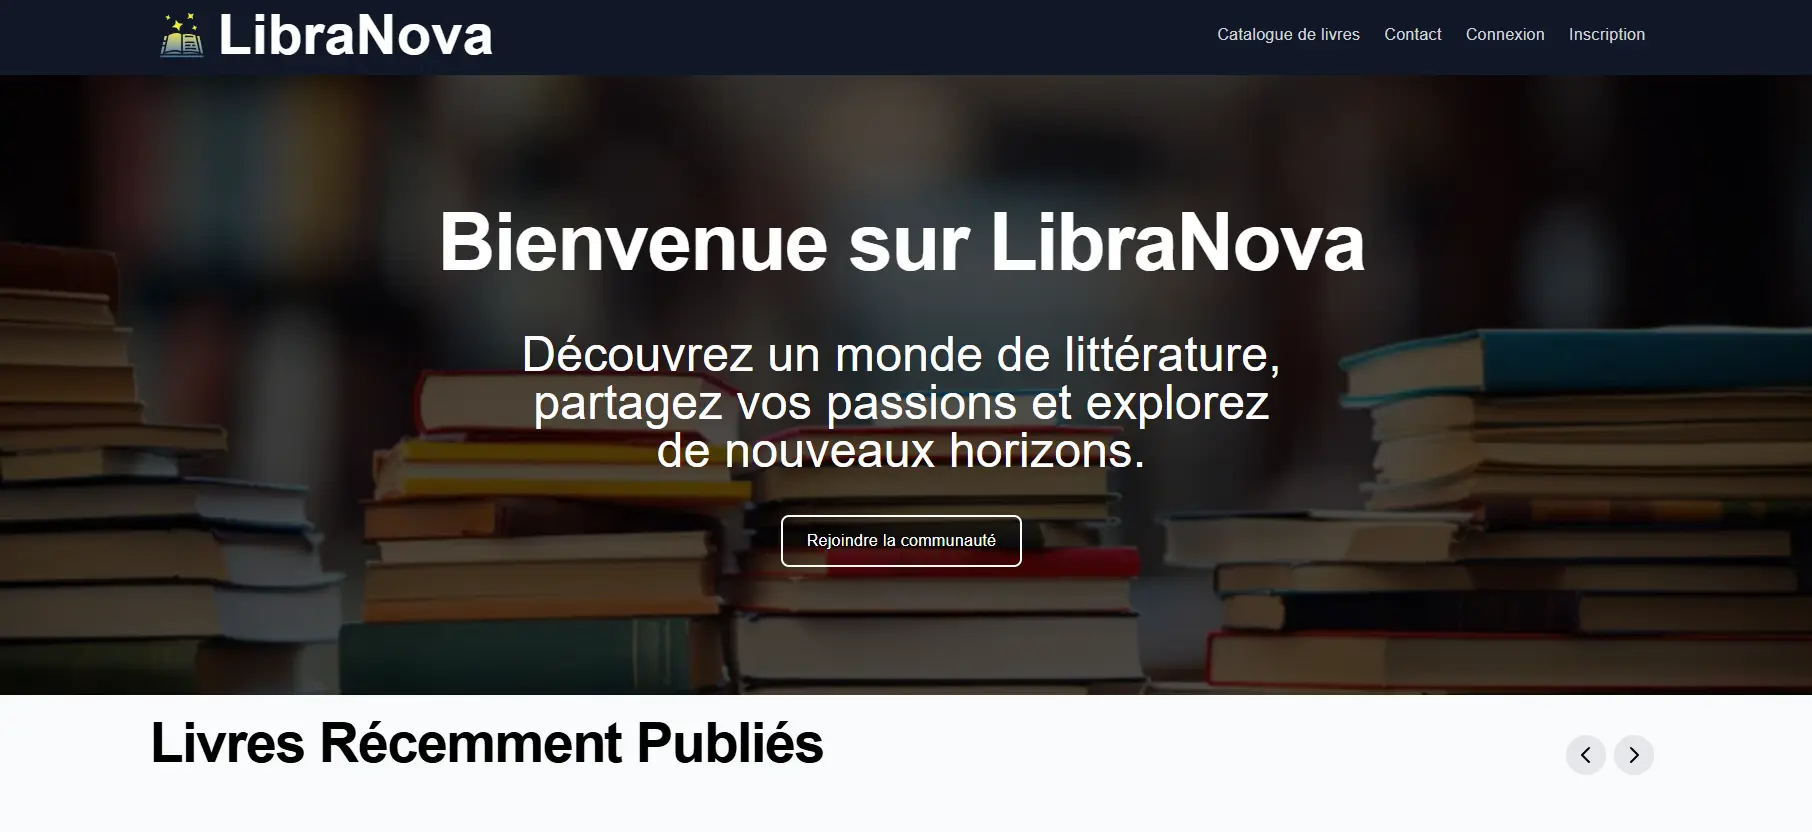 LibraNova
Catalogue de livres
Contact
Connexion
Inscription
Bienvenue sur LibraNova
Découvrez un monde de littérature,
partagez vos passions et explorez
de nouveaux horizons.
Rejoindre la communauté
Livres Récemment Publiés